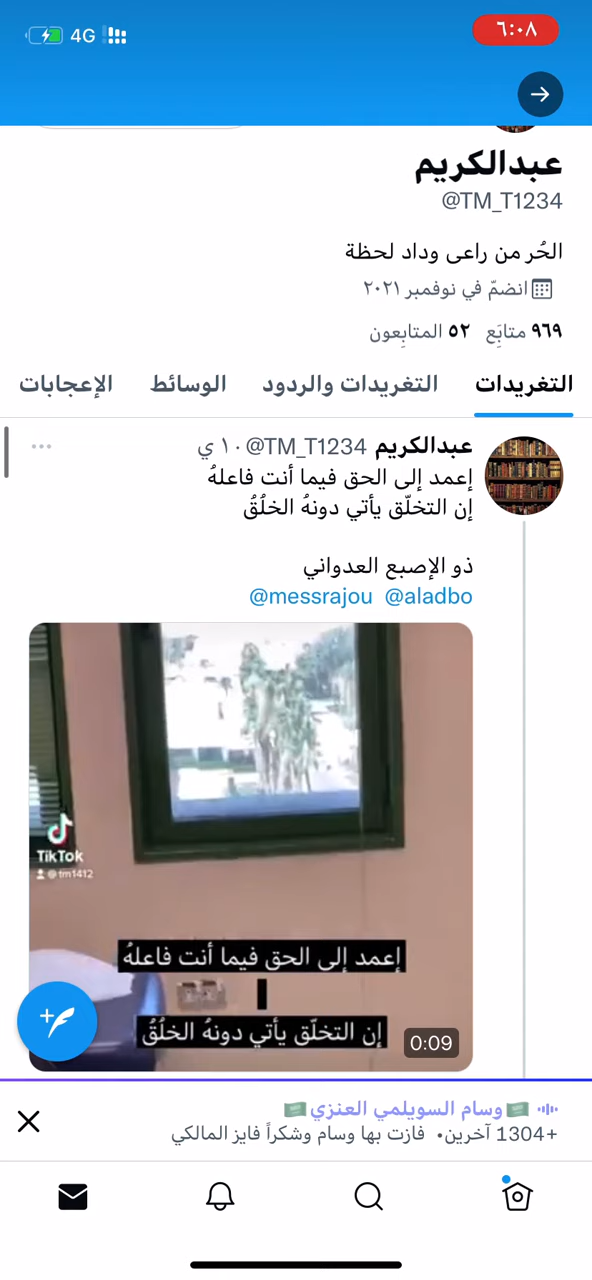 ٦:٠٨
4G
عبدالكريم
@TM_T1234
الحُر من راعى وداد لحظة
انضمّ في نوفمبر ٢٠٢١
٩٦٩ متابَع ٥٢ المتابِعون
التغريدات التغريدات والردود الوسائط الإعجابات
عبدالكريم @TM_T1234 · ١٠ ي
إعمد إلى الحق فيما أنت فاعلهُ
إن التخلّق يأتي دونهُ الخلُقُ
ذو الإصبع العدواني
@aladbo @messrajou
TikTok
@tm1412
إعمد إلى الحق فيما أنت فاعلهُ
إن التخلّق يأتي دونهُ الخلُقُ
0:09
وسام السويلمي العنزي
+1304 آخرين • فازت بها وسام وشكراً فايز المالكي